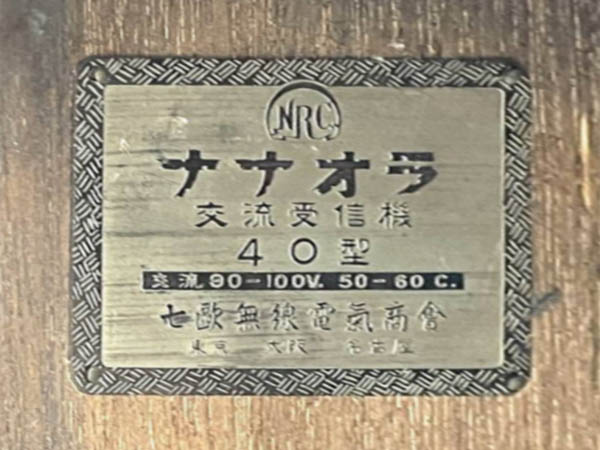 NRC
ナナオラ
交流受信機
40型
交流 90-100V. 50-60 C.
七歐無線電氣商會
東京 大阪 名古屋